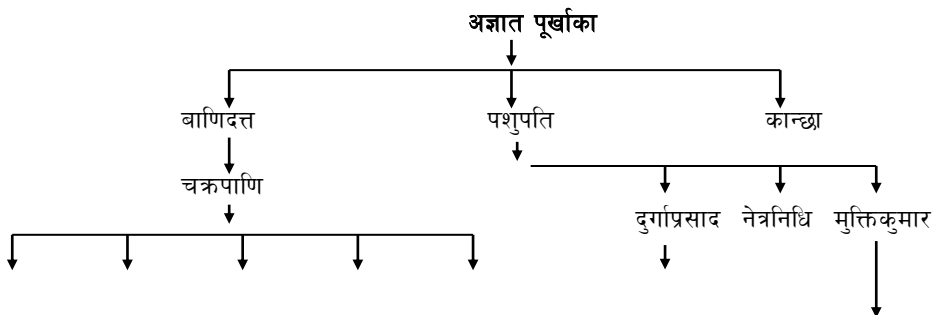 अज्ञात पूर्खाका
बाणिदत्त पशुपति कान्छा
चक्रपाणि
दुर्गाप्रसाद नेत्रनिधि मुक्तिकुमार